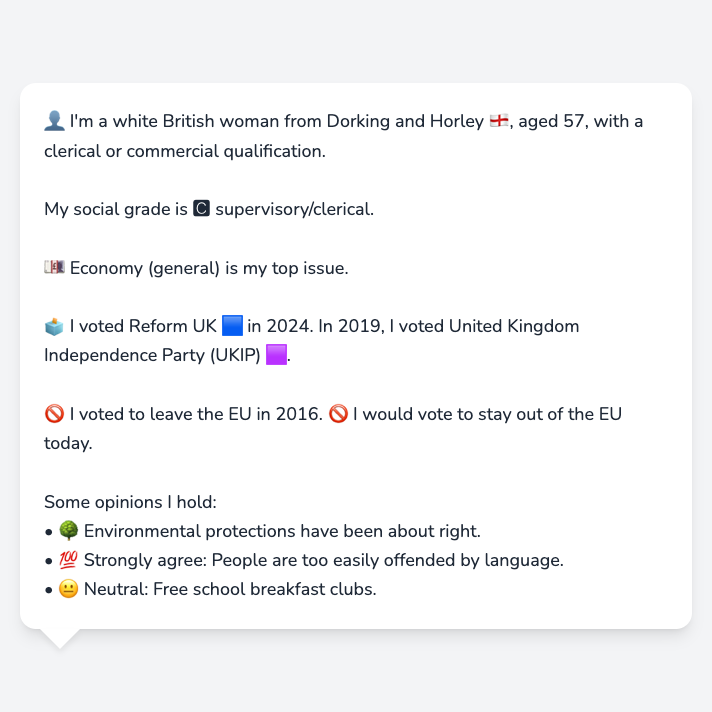 👤 I'm a white British woman from Dorking and Horley 🏴󠁧󠁢󠁥󠁮󠁧󠁿, aged 57, with a
clerical or commercial qualification.
My social grade is 🅲 supervisory/clerical.
💷 Economy (general) is my top issue.
🗳️ I voted Reform UK 🟦 in 2024. In 2019, I voted United Kingdom
Independence Party (UKIP) 🟪.
🚫 I voted to leave the EU in 2016. 🚫 I would vote to stay out of the EU
today.
Some opinions I hold:
• 🌳 Environmental protections have been about right.
• 💯 Strongly agree: People are too easily offended by language.
• 😐 Neutral: Free school breakfast clubs.